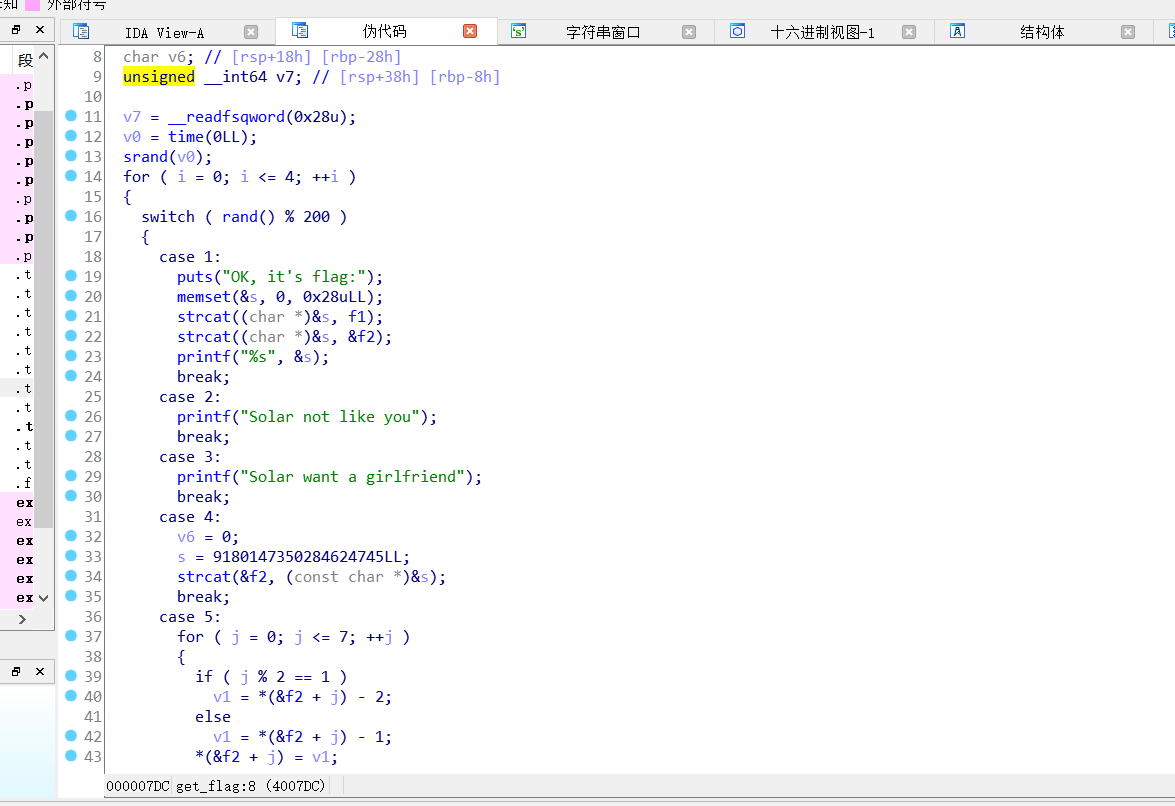 知 外部符号
IDA View-A 伪代码 's' 字符串窗口 十六进制视图-1 A 结构体
段
.p
.p
.p
.p
.p
.p
.p
.p
.p
.p
.t
.t
.t
.t
.t
.t
.t
.t
.t
.t
.t
.f
ex
ex
ex
ex
ex
ex
8 char v6; // [rsp+18h] [rbp-28h]
9 unsigned __int64 v7; // [rsp+38h] [rbp-8h]
10
11 v7 = __readfsqword(0x28u);
12 v0 = time(0LL);
13 srand(v0);
14 for ( i = 0; i <= 4; ++i )
15 {
16 switch ( rand() % 200 )
17 {
18 case 1:
19 puts("OK, it's flag:");
20 memset(&s, 0, 0x28uLL);
21 strcat((char *)&s, f1);
22 strcat((char *)&s, &f2);
23 printf("%s", &s);
24 break;
25 case 2:
26 printf("Solar not like you");
27 break;
28 case 3:
29 printf("Solar want a girlfriend");
30 break;
31 case 4:
32 v6 = 0;
33 s = 9180147350284624745LL;
34 strcat(&f2, (const char *)&s);
35 break;
36 case 5:
37 for ( j = 0; j <= 7; ++j )
38 {
39 if ( j % 2 == 1 )
40 v1 = *(&f2 + j) - 2;
41 else
42 v1 = *(&f2 + j) - 1;
43 *(&f2 + j) = v1;
000007DC get_flag:8 (4007DC)